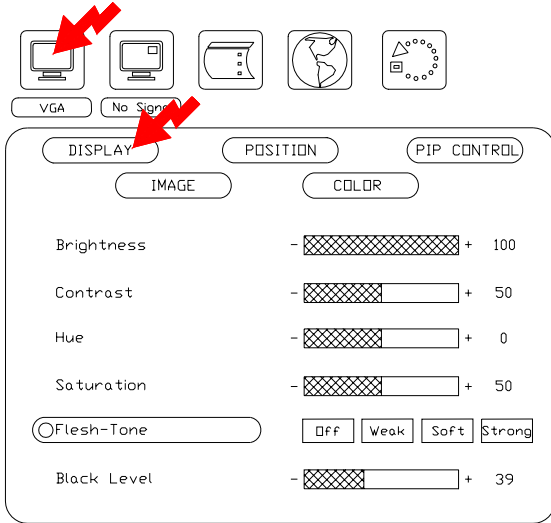 VGA No Signal
DISPLAY POSITION PIP CONTROL
IMAGE COLOR
Brightness - + 100
Contrast - + 50
Hue - + 0
Saturation - + 50
Flesh-Tone Off Weak Soft Strong
Black Level - + 39